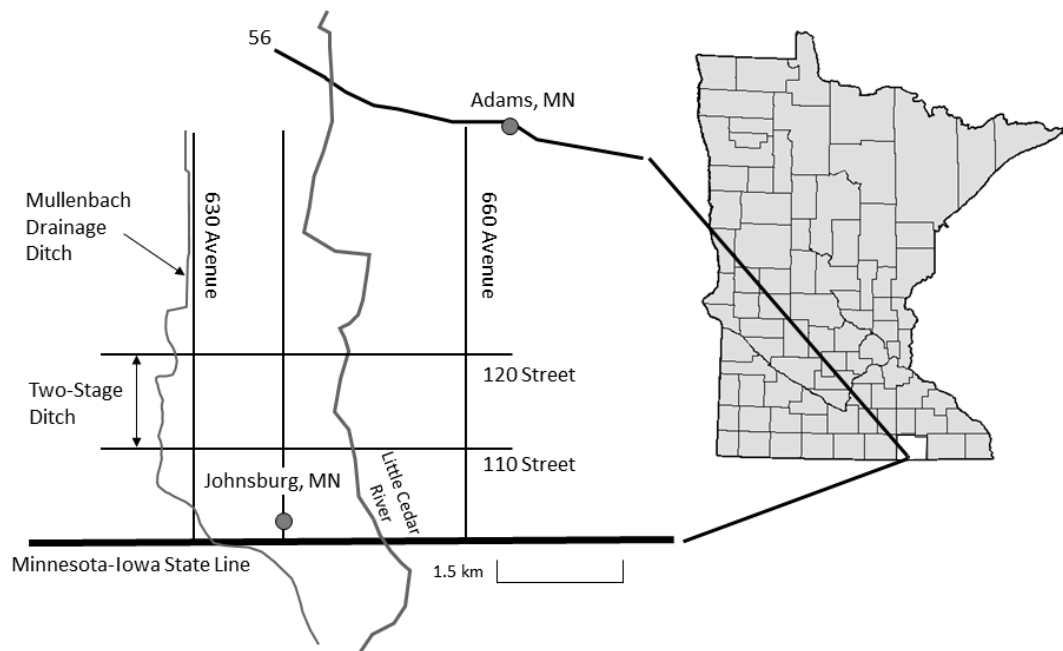 56
Adams, MN
Mullenbach
Drainage
Ditch
630 Avenue
660 Avenue
120 Street
Two-Stage
Ditch
110 Street
Johnsburg, MN
Little Cedar
River
Minnesota-Iowa State Line
1.5 km